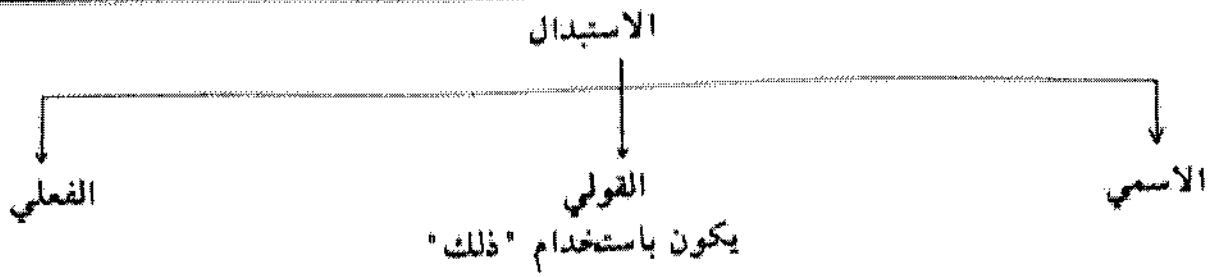 الاستبدال
الاسمي
القولي
الفعلي
يكون باستخدام "ذلك"